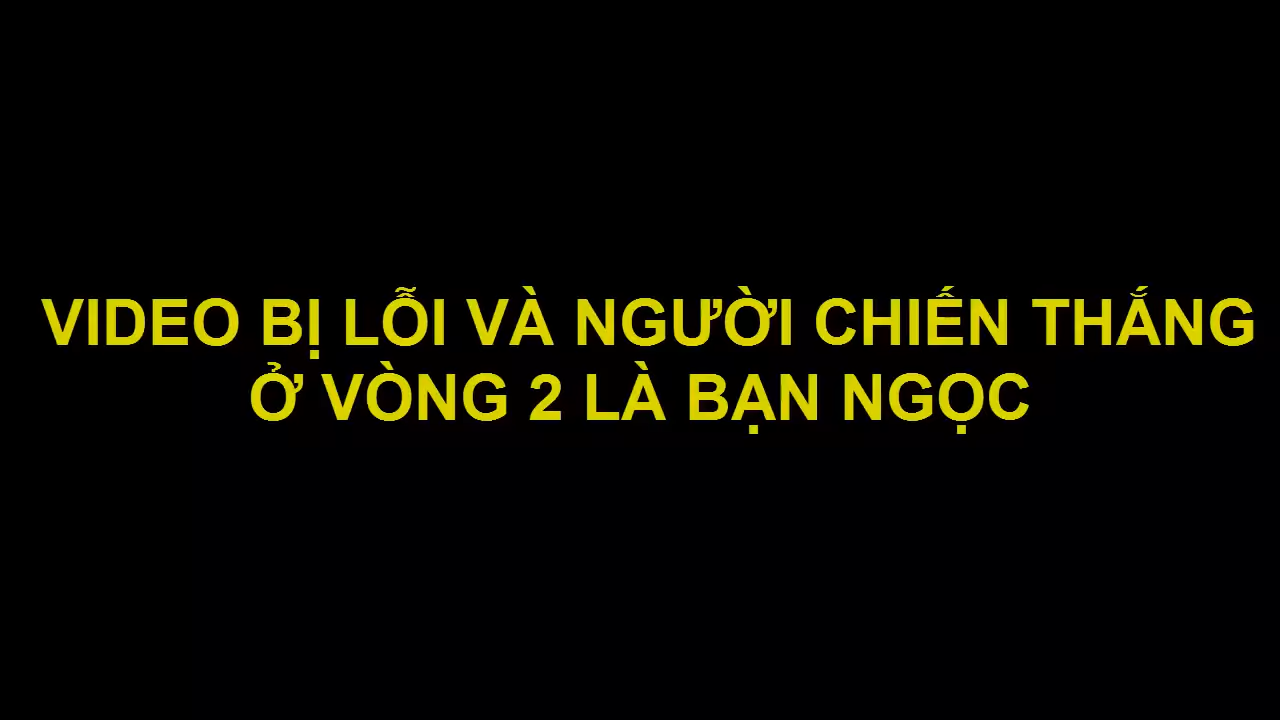 VIDEO BỊ LỖI VÀ NGƯỜI CHIẾN THẮNG
Ở VÒNG 2 LÀ BẠN NGỌC